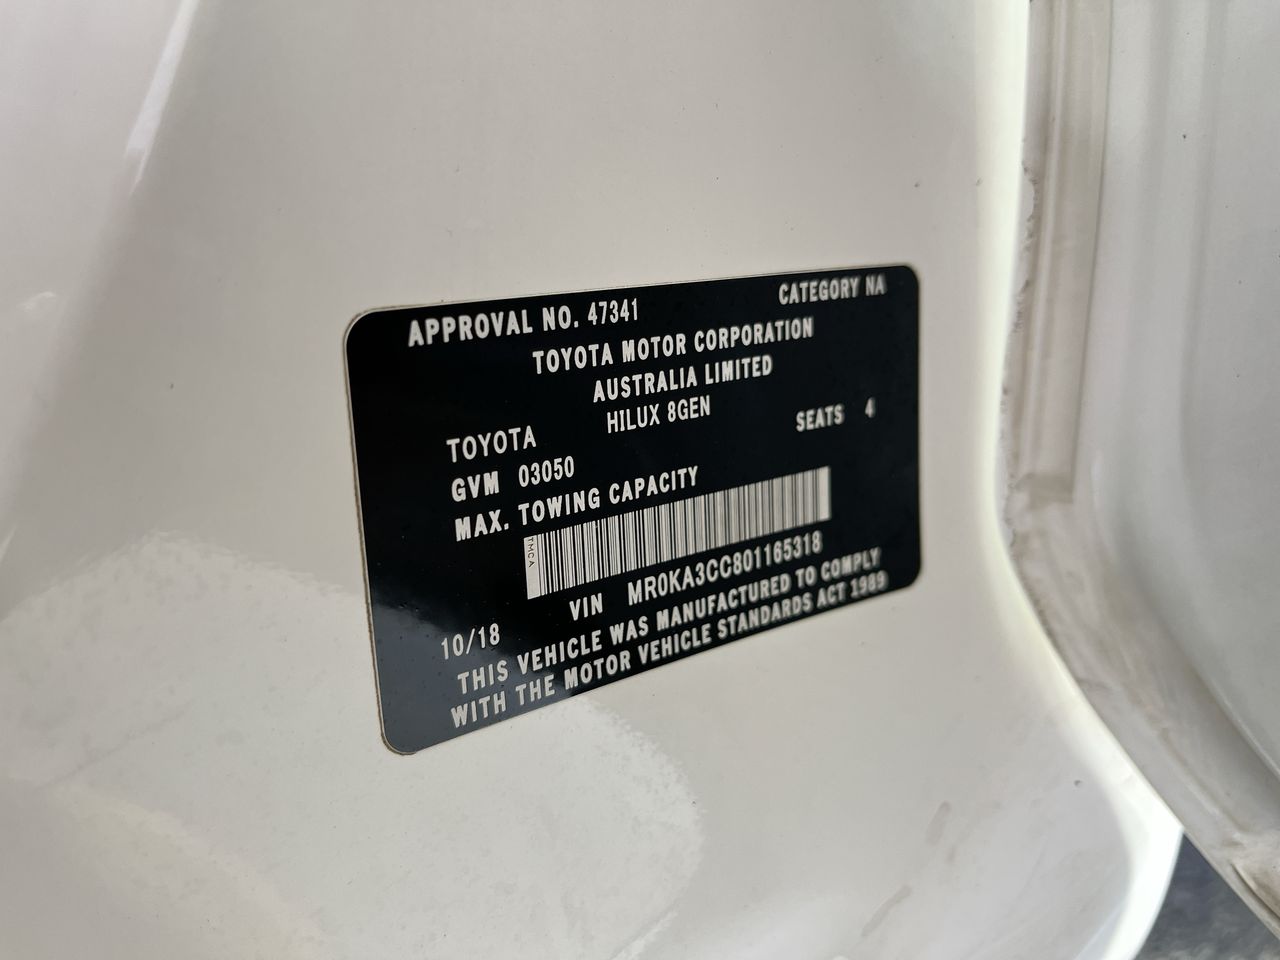 APPROVAL NO. 47341 CATEGORY NA
TOYOTA MOTOR CORPORATION
AUSTRALIA LIMITED
TOYOTA HILUX 8GEN SEATS 4
GVM 03050
MAX. TOWING CAPACITY
TMCA
10/18 VIN MR0KA3CC801165318
THIS VEHICLE WAS MANUFACTURED TO COMPLY
WITH THE MOTOR VEHICLE STANDARDS ACT 1989